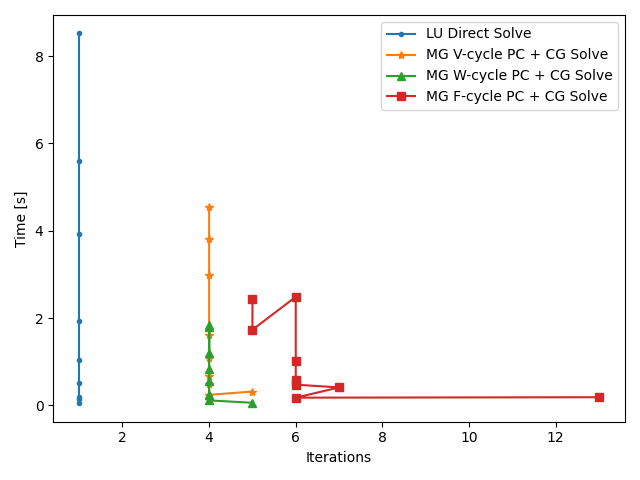 LU Direct Solve
MG V-cycle PC + CG Solve
MG W-cycle PC + CG Solve
MG F-cycle PC + CG Solve
Time [s]
8
6
4
2
0
2 4 6 8 10 12
Iterations